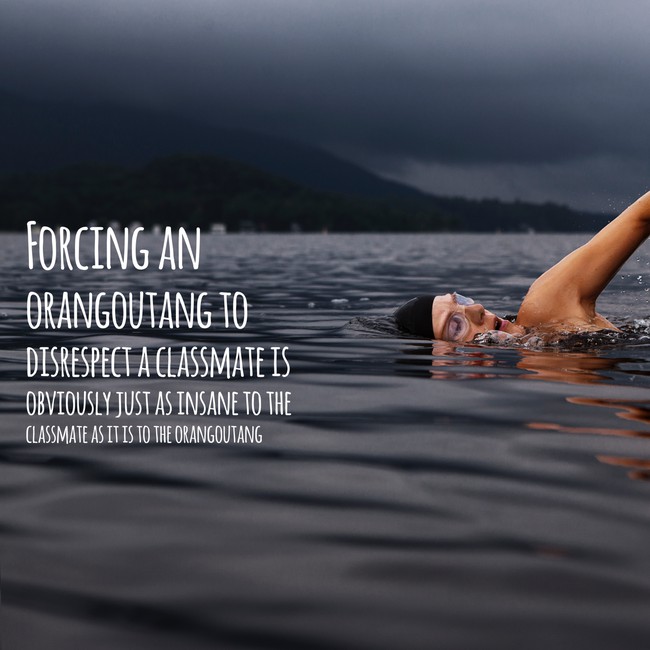 Forcing an
orangoutang to
disrespect a classmate is
obviously just as insane to the
classmate as it is to the orangoutang